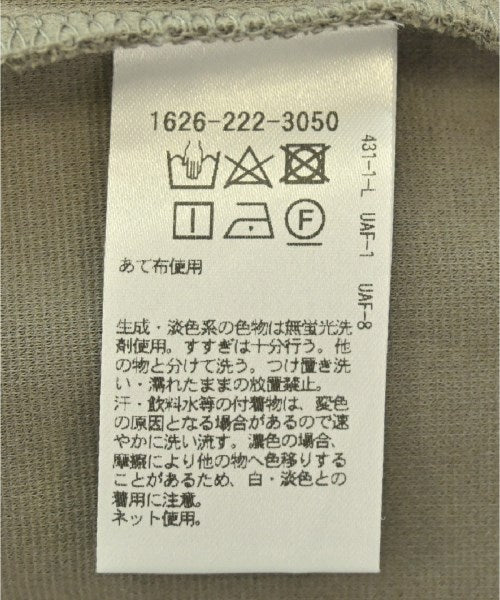 1626-222-3050
F
あて布使用
生成・淡色系の色物は無蛍光洗
剤使用。すすぎは十分行う。他
の物と分けて洗う。つけ置き洗
い・濡れたままの放置禁止。
汗・飲料水等の付着物は、変色
の原因となる場合があるので速
やかに洗い流す。濃色の場合、
摩擦により他の物へ色移りする
ことがあるため、白・淡色との
着用に注意。
ネット使用。
431-1-L UAF-1 UAF-8